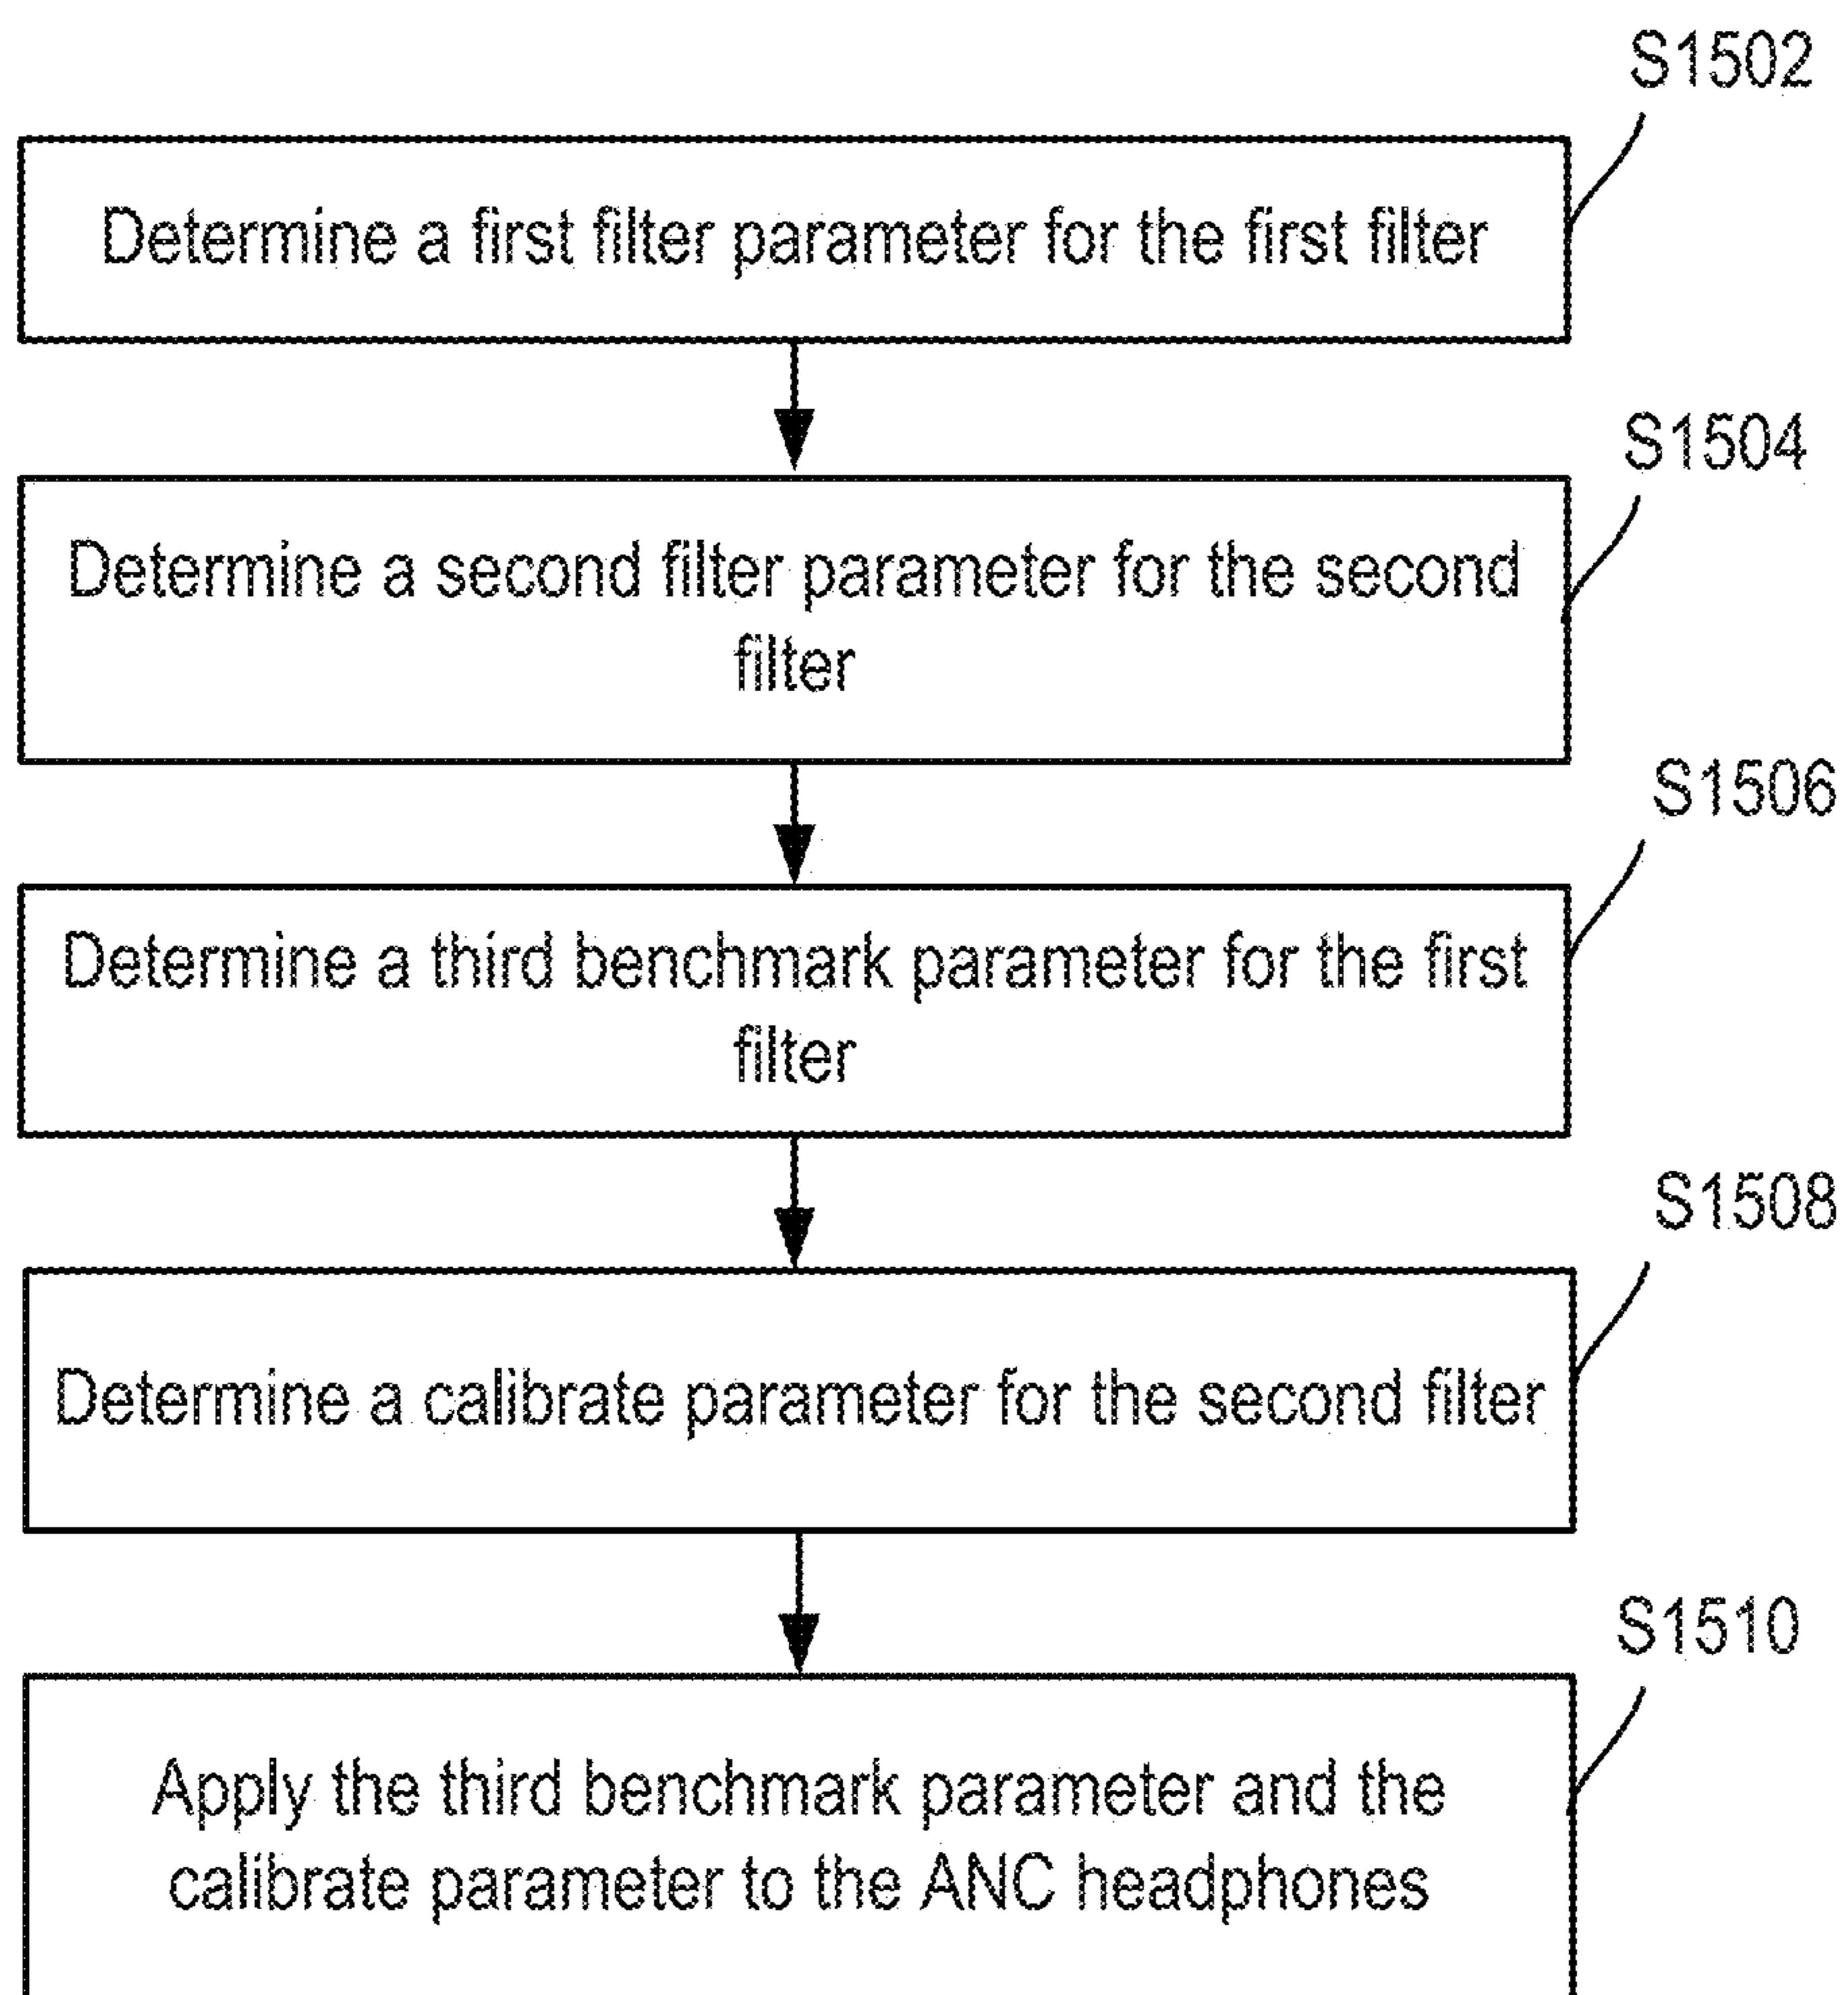 S1502
Determine a first filter parameter for the first filter
S1504
Determine a second filter parameter for the second
filter
S1506
Determine a third benchmark parameter for the first
filter
S1508
Determine a calibrate parameter for the second filter
S1510
Apply the third benchmark parameter and the
calibrate parameter to the ANC headphones